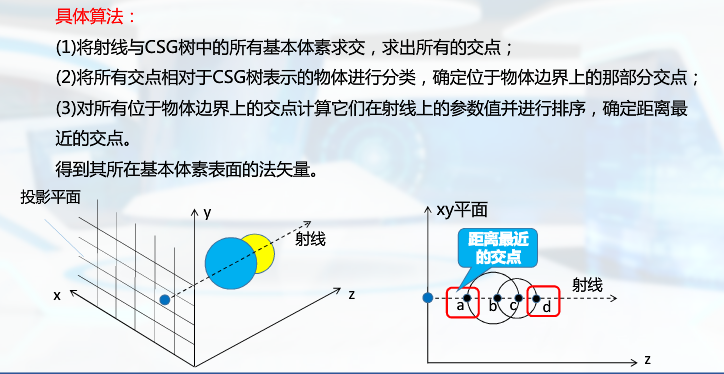 具体算法：
(1)将射线与CSG树中的所有基本体素求交，求出所有的交点；
(2)将所有交点相对于CSG树表示的物体进行分类，确定位于物体边界上的那部分交点；
(3)对所有位于物体边界上的交点计算它们在射线上的参数值并进行排序，确定距离最
近的交点。
得到其所在基本体素表面的法矢量。
投影平面
y
射线
x
z
xy平面
距离最近
的交点
射线
a
b
c
d
z